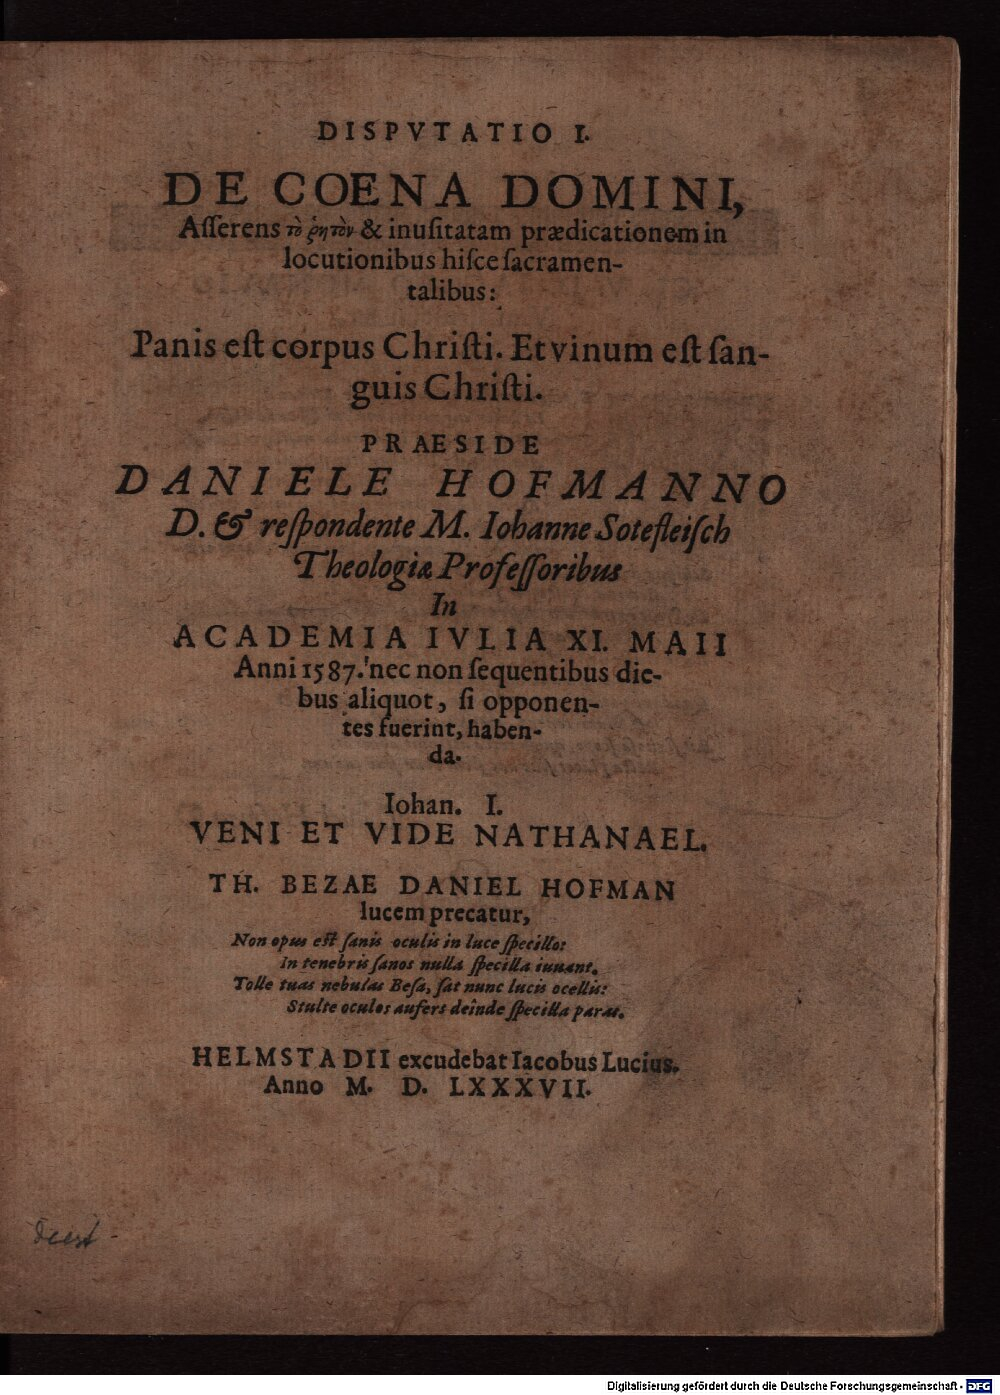 DISPVTATIO I.
DE COENA DOMINI,
Aſſerens τὸ ῥητὸν & inuſitatam prædicationem in
locutionibus hiſce ſacramen-
talibus:
Panis eſt corpus Chriſti. Et vinum eſt ſan-
guis Chriſti.
PRAESIDE
DANIELE HOFMANNO
D. & reſpondente M. Iohanne Soteﬂeiſch
Theologiæ Profeſſoribus
In
ACADEMIA IVLIA XI. MAII
Anni 1587. nec non ſequentibus die-
bus aliquot, ſi opponen-
tes fuerint, haben-
da.
Iohan. I.
VENI ET VIDE NATHANAEL.
TH. BEZAE DANIEL HOFMAN
lucem precatur,
Non opus eſt ſanis oculis in luce ſpecillo:
In tenebris ſanos nulla ſpecilla iuuant.
Tolle tuas nebulas Beſa, ſat nunc lucis ocellis:
Stulte oculos aufers deinde ſpecilla paras.
HELMSTADII excudebat Iacobus Lucius.
Anno M. D. LXXXVII.
Deest
Digitalisierung gefördert durch die Deutsche Forschungsgemeinschaft - DFG